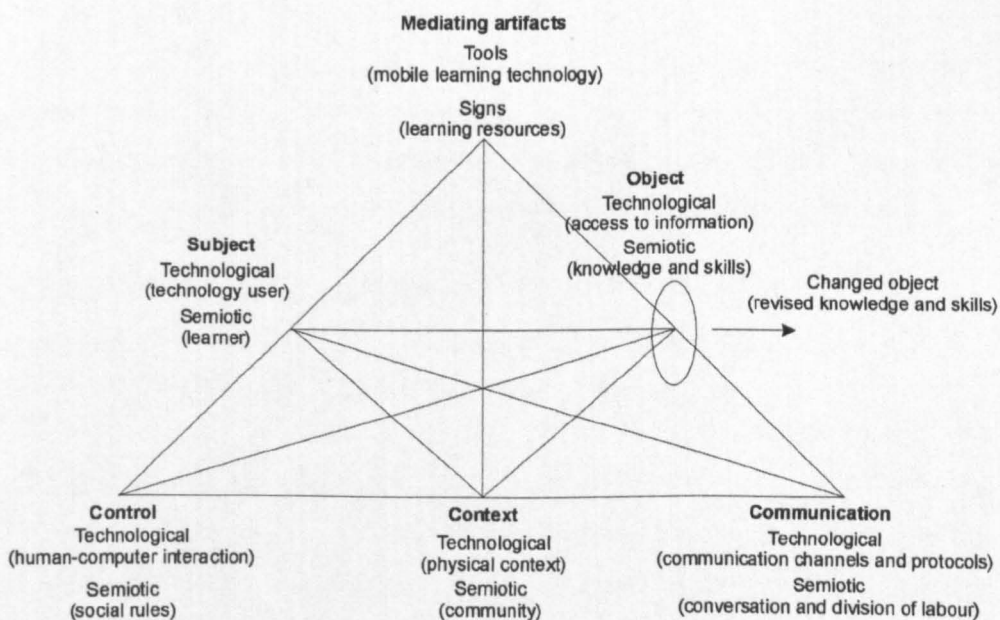 Mediating artifacts
Tools
(mobile learning technology)
Signs
(learning resources)
Object
Technological
(access to information)
Semiotic
(knowledge and skills)
Subject
Technological
(technology user)
Semiotic
(learner)
Changed object
(revised knowledge and skills)
Control
Technological
(human-computer interaction)
Semiotic
(social rules)
Context
Technological
(physical context)
Semiotic
(community)
Communication
Technological
(communication channels and protocols)
Semiotic
(conversation and division of labour)